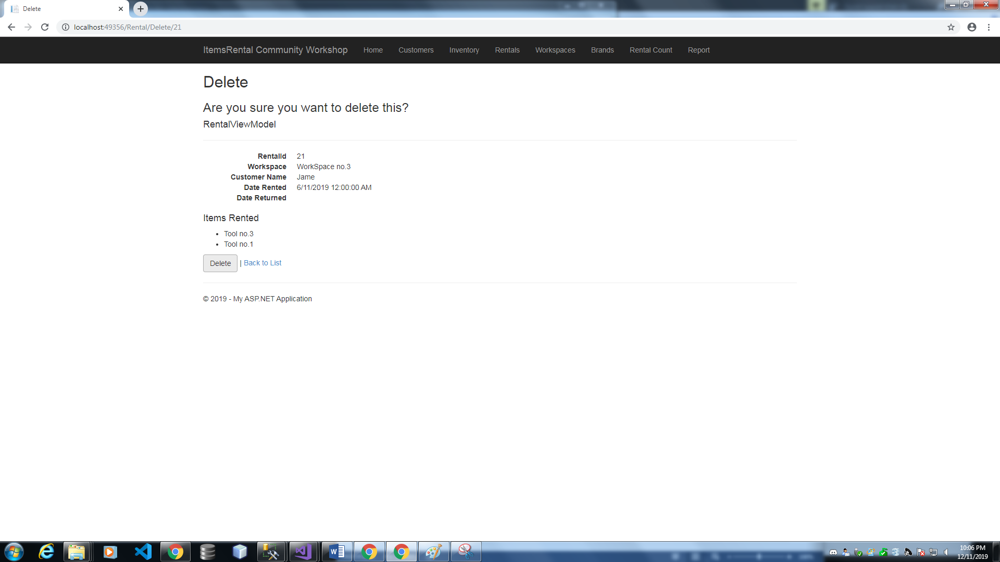 Delete
localhost:49356/Rental/Delete/21
ItemsRental Community Workshop Home Customers Inventory Rentals Workspaces Brands Rental Count Report
Delete
Are you sure you want to delete this?
RentalViewModel
RentalId 21
Workspace WorkSpace no.3
Customer Name Jame
Date Rented 6/11/2019 12:00:00 AM
Date Returned
Items Rented
• Tool no.3
• Tool no.1
Delete | Back to List
© 2019 - My ASP.NET Application
10:06 PM
12/11/2019